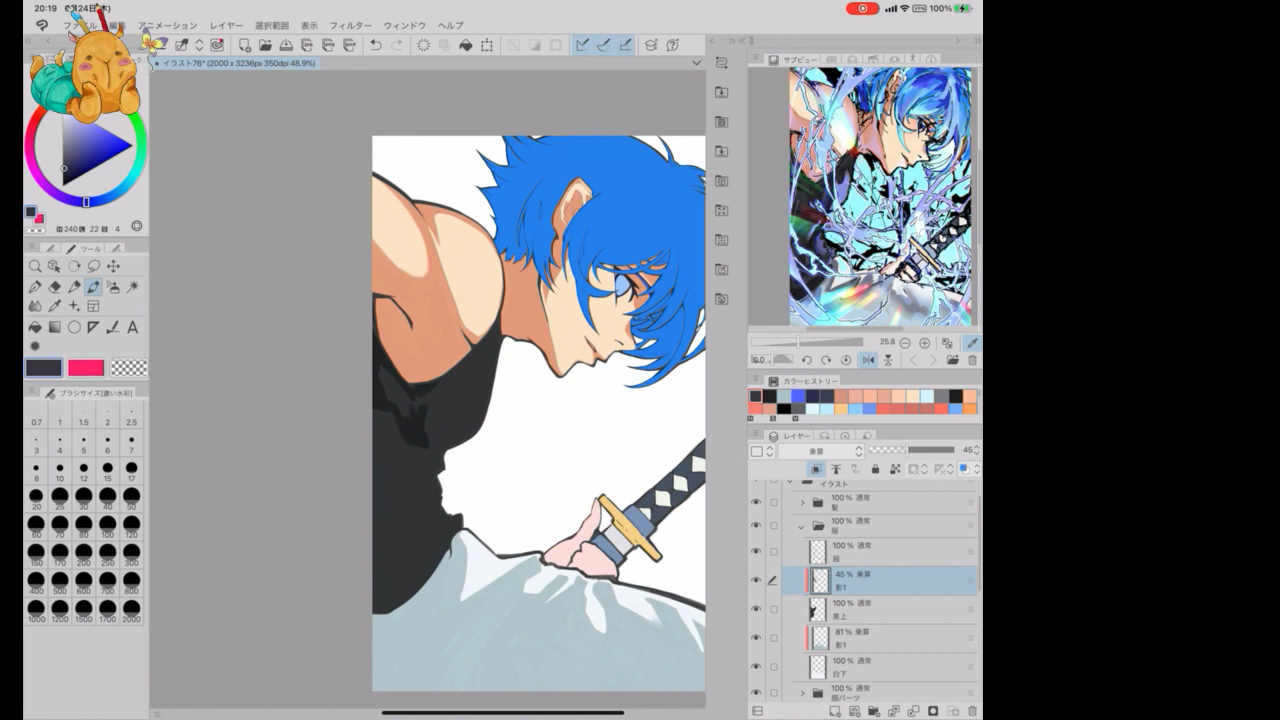 20:19
24日(木)
VPN 100%
編集 アニメーション レイヤー 選択範囲 表示 フィルター ウィンドウ ヘルプ
イラスト76* (2000 x 3236px 350dpi 48.9%)
サブビュー
25.8
0.0
カラーヒストリー
H 240 L 22 S 4
ツール
ブラシサイズ[濃い水彩]
0.7 1 1.5 2 2.5
3 4 5 6 7
8 10 12 15 17
20 25 30 40 50
60 70 80 100 120
150 170 200 250 300
400 500 600 700 800
1000 1200 1500 1700 2000
H S V
レイヤー
乗算 45
イラスト
100% 通常
髪
100% 通常
服
100% 通常
服
45% 乗算
影1
100% 通常
黒上
81% 乗算
影1
100% 通常
白下
100% 通常
顔パーツ